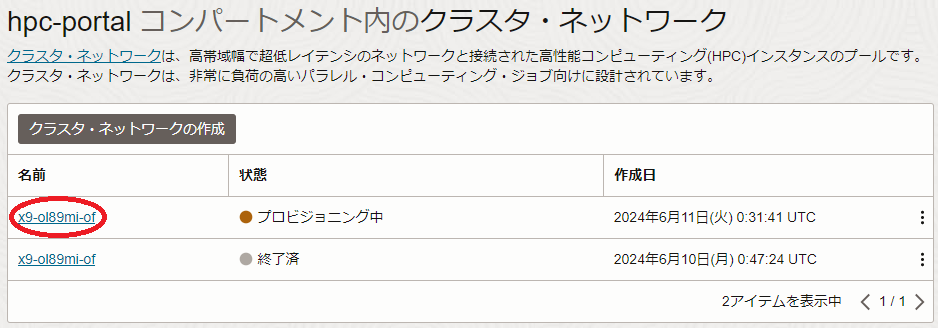 hpc-portal コンパートメント内のクラスタ・ネットワーク
クラスタ・ネットワークは、高帯域幅で超低レイテンシのネットワークと接続された高性能コンピューティング(HPC)インスタンスのプールです。
クラスタ・ネットワークは、非常に負荷の高いパラレル・コンピューティング・ジョブ向けに設計されています。
クラスタ・ネットワークの作成
名前 状態 作成日
x9-ol89mi-of プロビジョニング中 2024年6月11日(火) 0:31:41 UTC
x9-ol89mi-of 終了済 2024年6月10日(月) 0:47:24 UTC
2アイテムを表示中 1 / 1